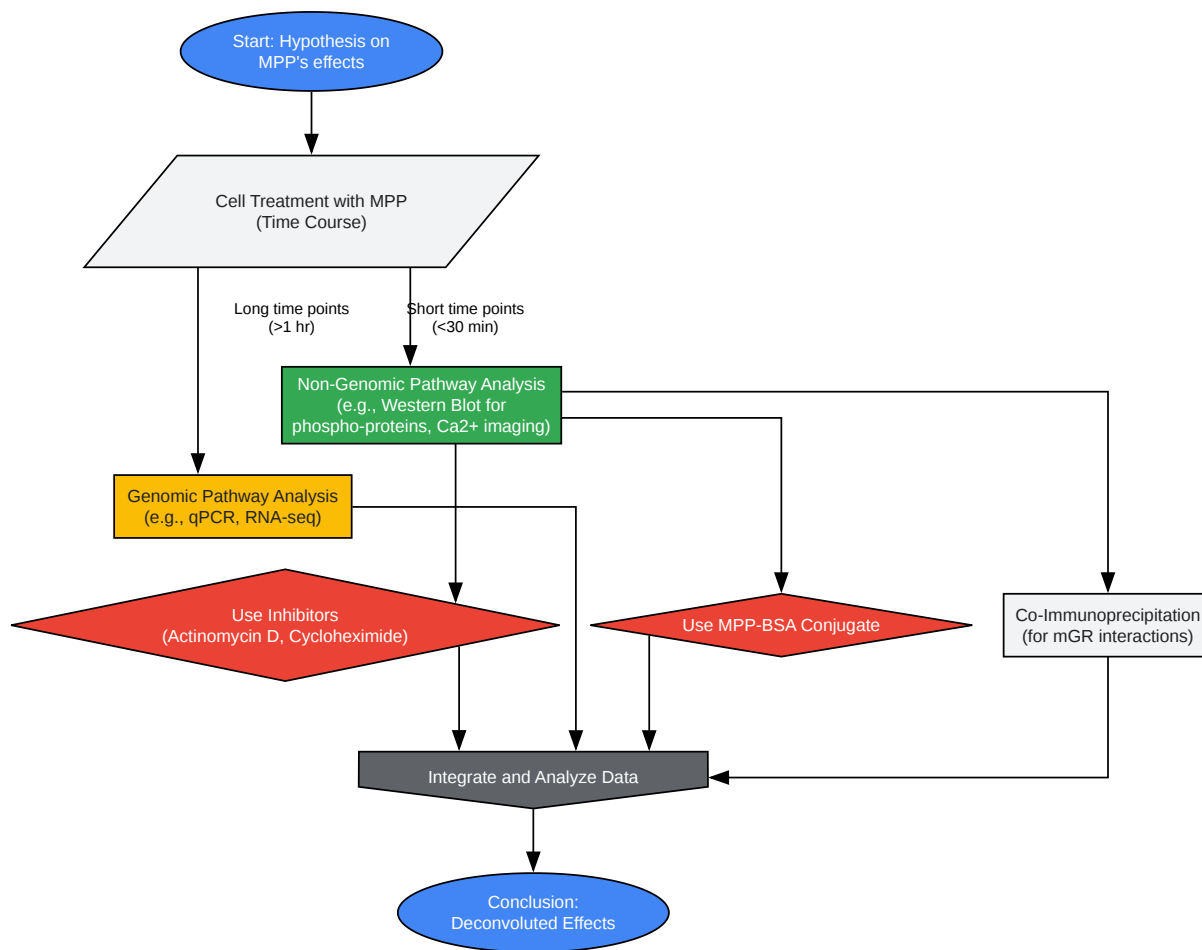 Start: Hypothesis on
MPP's effects
Cell Treatment with MPP
(Time Course)
Long time points
(>1 hr)
Short time points
(<30 min)
Non-Genomic Pathway Analysis
(e.g., Western Blot for
phospho-proteins, Ca2+ imaging)
Genomic Pathway Analysis
(e.g., qPCR, RNA-seq)
Use Inhibitors
(Actinomycin D, Cycloheximide)
Use MPP-BSA Conjugate
Co-Immunoprecipitation
(for mGR interactions)
Integrate and Analyze Data
Conclusion:
Deconvoluted Effects